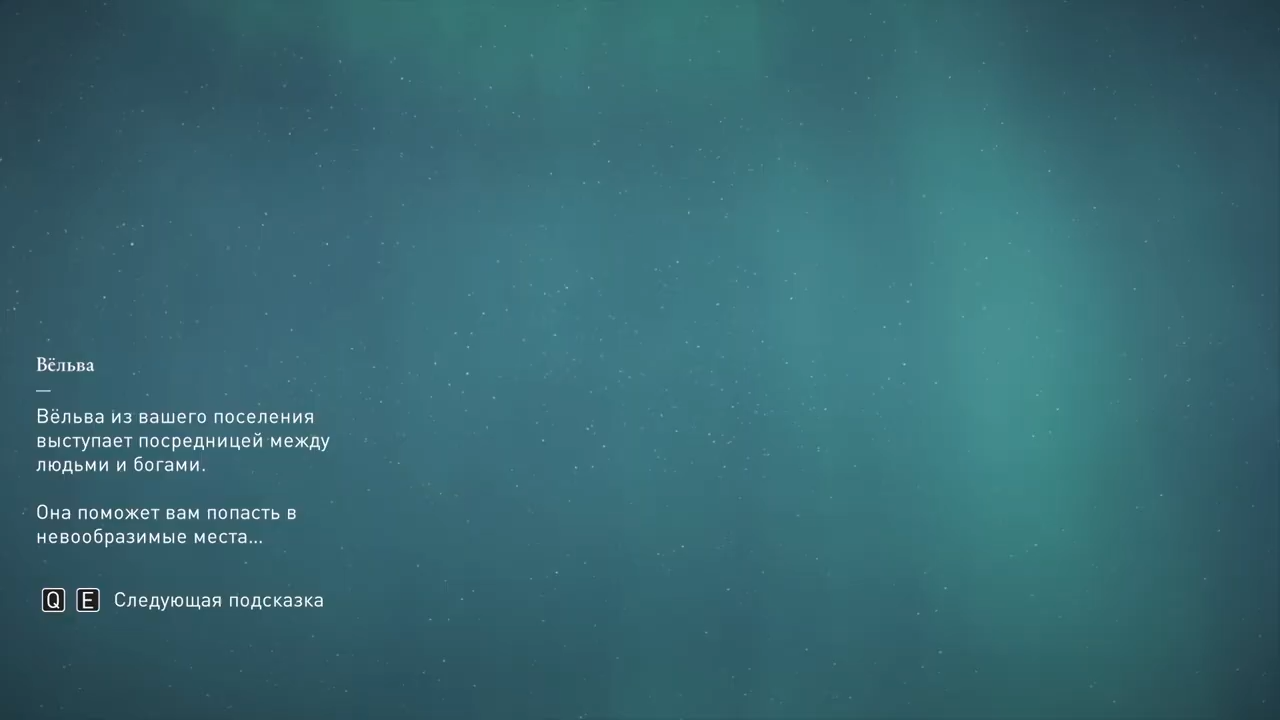 Вёльва
—
Вёльва из вашего поселения
выступает посредницей между
людьми и богами.
Она поможет вам попасть в
невообразимые места...
Q E Следующая подсказка